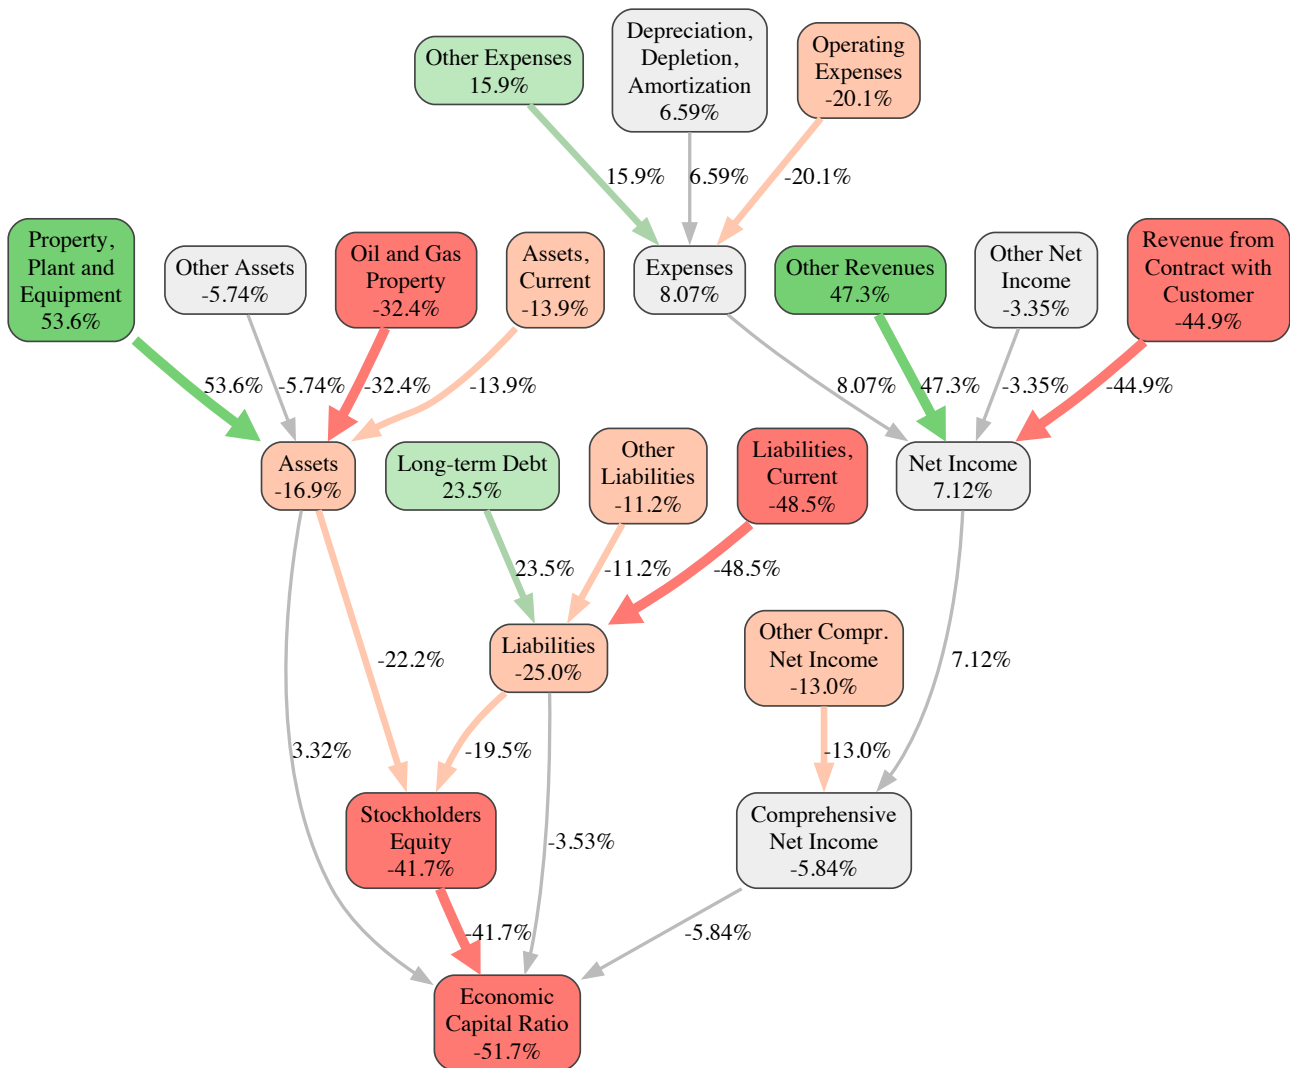 Other Expenses
15.9%
Depreciation,
Depletion,
Amortization
6.59%
Operating
Expenses
-20.1%
15.9%
6.59%
-20.1%
Property,
Plant and
Equipment
53.6%
Other Assets
-5.74%
Oil and Gas
Property
-32.4%
Assets,
Current
-13.9%
Expenses
8.07%
Other Revenues
47.3%
Other Net
Income
-3.35%
Revenue from
Contract with
Customer
-44.9%
53.6%
-5.74%
-32.4%
-13.9%
8.07%
47.3%
-3.35%
-44.9%
Assets
-16.9%
Long-term Debt
23.5%
Other
Liabilities
-11.2%
Liabilities,
Current
-48.5%
Net Income
7.12%
23.5%
-11.2%
-48.5%
-22.2%
Liabilities
-25.0%
Other Compr.
Net Income
-13.0%
7.12%
3.32%
-19.5%
-13.0%
Stockholders
Equity
-41.7%
-3.53%
Comprehensive
Net Income
-5.84%
-41.7%
-5.84%
Economic
Capital Ratio
-51.7%